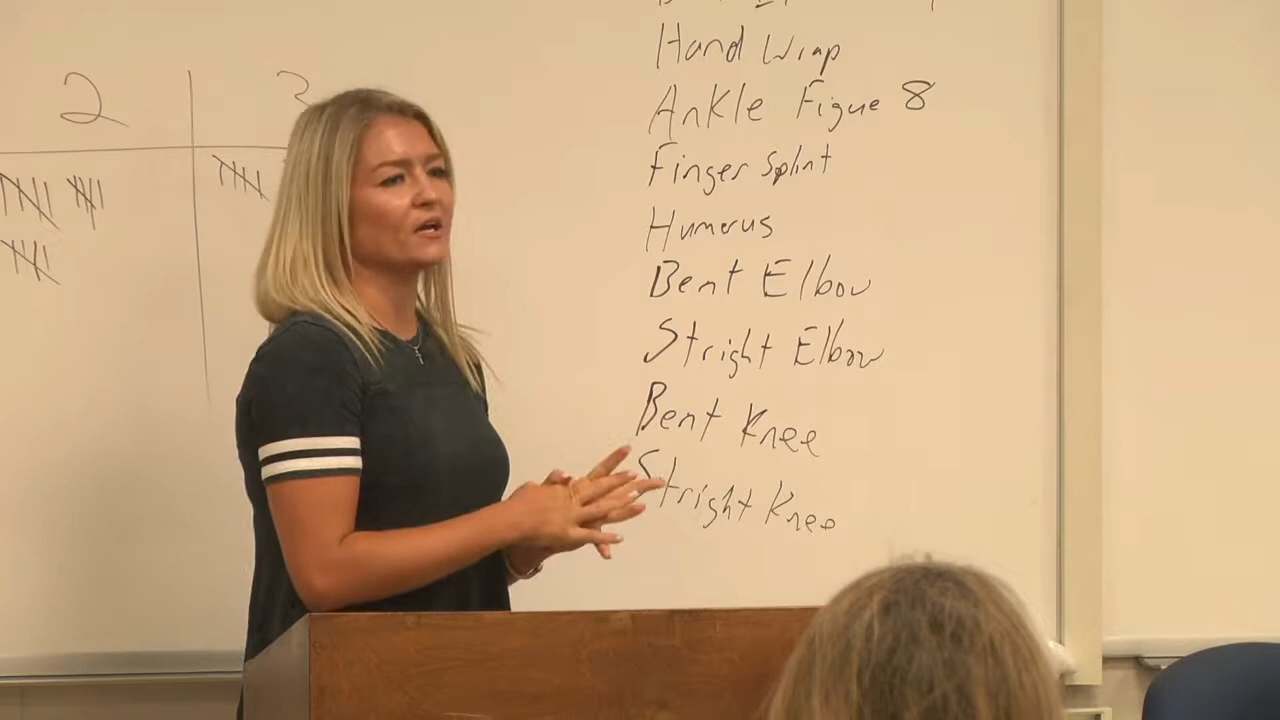 2
3
Hand Wrap
Ankle Figue 8
Finger Splint
Humerus
Bent Elbow
Stright Elbow
Bent Knee
Stright Knee